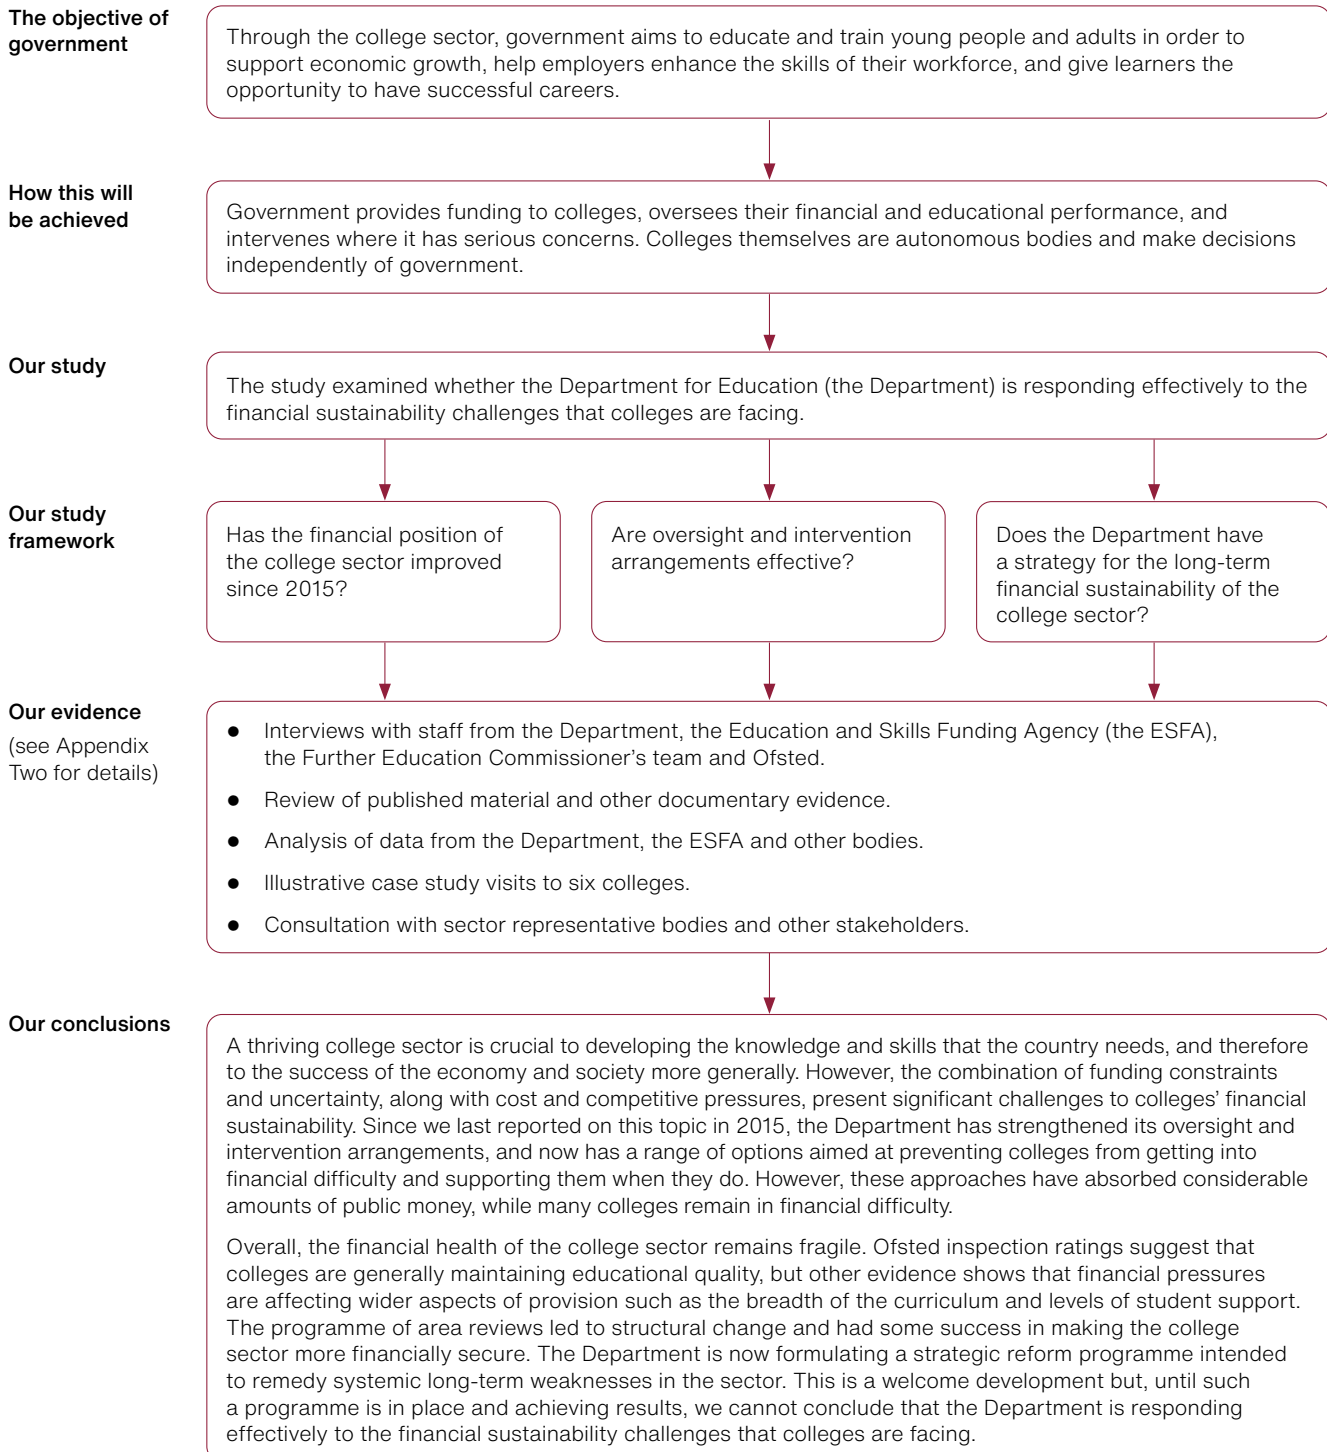 The objective of
government
Through the college sector, government aims to educate and train young people and adults in order to
support economic growth, help employers enhance the skills of their workforce, and give learners the
opportunity to have successful careers.
How this will
be achieved
Government provides funding to colleges, oversees their financial and educational performance, and
intervenes where it has serious concerns. Colleges themselves are autonomous bodies and make decisions
independently of government.
Our study
The study examined whether the Department for Education (the Department) is responding effectively to the
financial sustainability challenges that colleges are facing.
Our study
framework
Has the financial position of
the college sector improved
since 2015?
Are oversight and intervention
arrangements effective?
Does the Department have
a strategy for the long-term
financial sustainability of the
college sector?
Our evidence
(see Appendix
Two for details)
● Interviews with staff from the Department, the Education and Skills Funding Agency (the ESFA),
the Further Education Commissioner’s team and Ofsted.
● Review of published material and other documentary evidence.
● Analysis of data from the Department, the ESFA and other bodies.
● Illustrative case study visits to six colleges.
● Consultation with sector representative bodies and other stakeholders.
Our conclusions
A thriving college sector is crucial to developing the knowledge and skills that the country needs, and therefore
to the success of the economy and society more generally. However, the combination of funding constraints
and uncertainty, along with cost and competitive pressures, present significant challenges to colleges’ financial
sustainability. Since we last reported on this topic in 2015, the Department has strengthened its oversight and
intervention arrangements, and now has a range of options aimed at preventing colleges from getting into
financial difficulty and supporting them when they do. However, these approaches have absorbed considerable
amounts of public money, while many colleges remain in financial difficulty.
Overall, the financial health of the college sector remains fragile. Ofsted inspection ratings suggest that
colleges are generally maintaining educational quality, but other evidence shows that financial pressures
are affecting wider aspects of provision such as the breadth of the curriculum and levels of student support.
The programme of area reviews led to structural change and had some success in making the college
sector more financially secure. The Department is now formulating a strategic reform programme intended
to remedy systemic long-term weaknesses in the sector. This is a welcome development but, until such
a programme is in place and achieving results, we cannot conclude that the Department is responding
effectively to the financial sustainability challenges that colleges are facing.